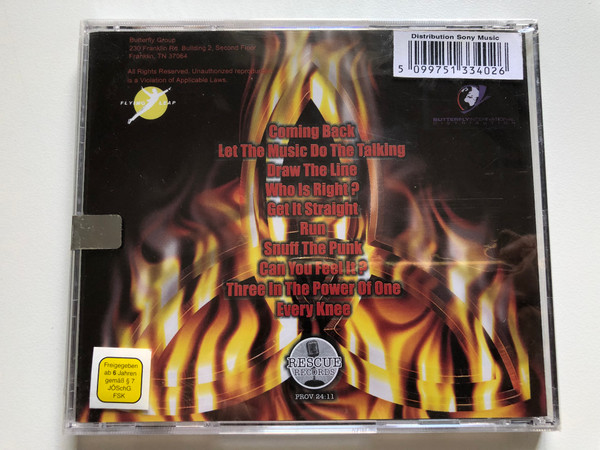 Butterfly Group
230 Franklin Rd. Building 2, Second Floor
Franklin, TN 37064
All Rights Reserved. Unauthorized
is a Violation of Applicable Laws.
FLYING LEAP
Distribution Sony Music
5 099751 334026
Coming Back
Let The Music Do The Talking
Draw The Line
Who Is Right?
Get It Straight
Run
Snuff The Punk
Can You Feel It?
Three In The Power Of One
Every Knee
RESCUE
RECORDS
PROV. 24:11
Freigegeben
ab 6 Jahren
gemäß § 7
JÖSchG
FSK